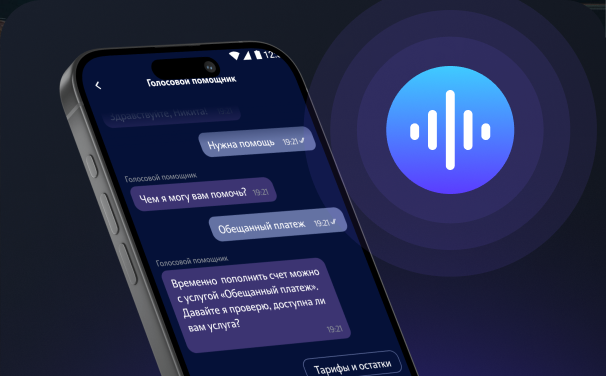 12:
Голосовой помощник
Здравствуйте, Никита!
Нужна помощь 19:21
Голосовой помощник
Чем я могу вам помочь? 19:21
Обещанный платеж 19:21
Голосовой помощник
Временно пополнить счет можно
с услугой «Обещанный платеж».
Давайте я проверю, доступна ли
вам услуга?
19:21
Тарифы и остатки